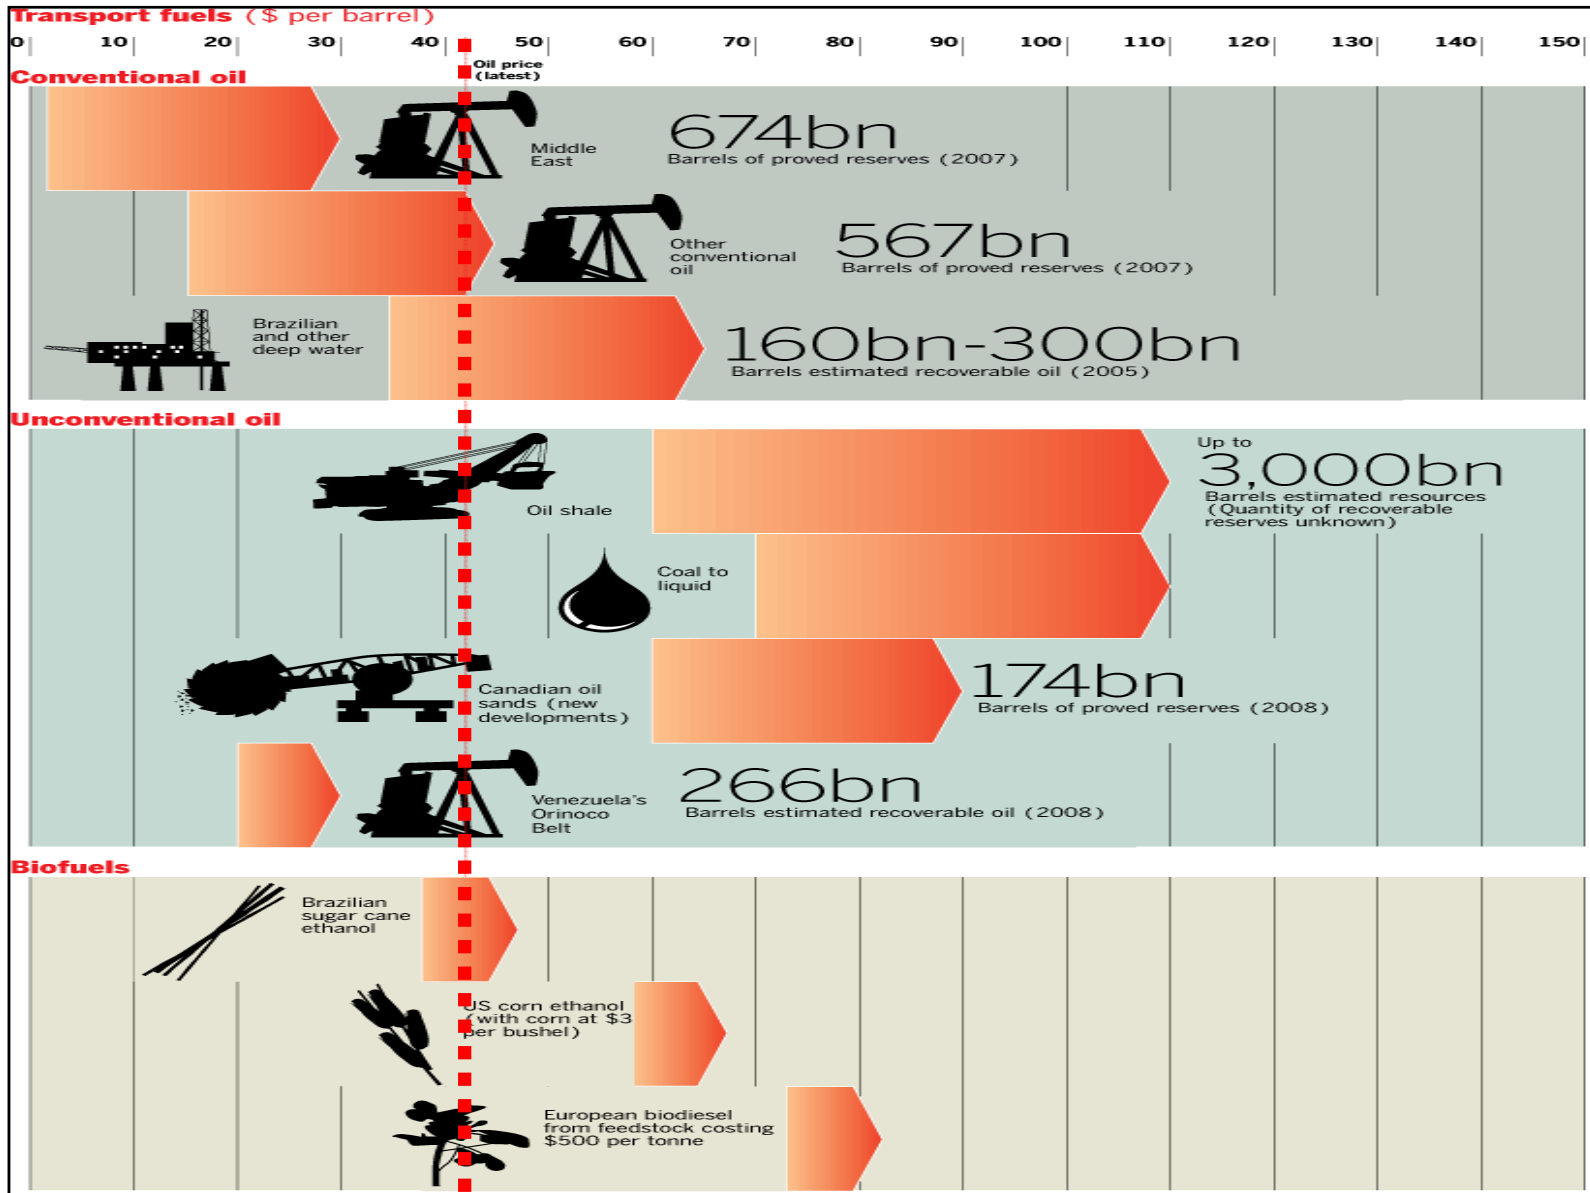 Transport fuels ($ per barrel)
0 10 20 30 40 50 60 70 80 90 100 110 120 130 140 150
Oil price
(latest)
Conventional oil
Middle
East
674bn
Barrels of proved reserves (2007)
Other
conventional
oil
567bn
Barrels of proved reserves (2007)
Brazilian
and other
deep water
160bn-300bn
Barrels estimated recoverable oil (2005)
Unconventional oil
Oil shale
Up to
3,000bn
Barrels estimated resources
(Quantity of recoverable
reserves unknown)
Coal to
liquid
Canadian oil
sands (new
developments)
174bn
Barrels of proved reserves (2008)
Venezuela's
Orinoco
Belt
266bn
Barrels estimated recoverable oil (2008)
Biofuels
Brazilian
sugar cane
ethanol
US corn ethanol
(with corn at $3
per bushel)
European biodiesel
from feedstock costing
$500 per tonne